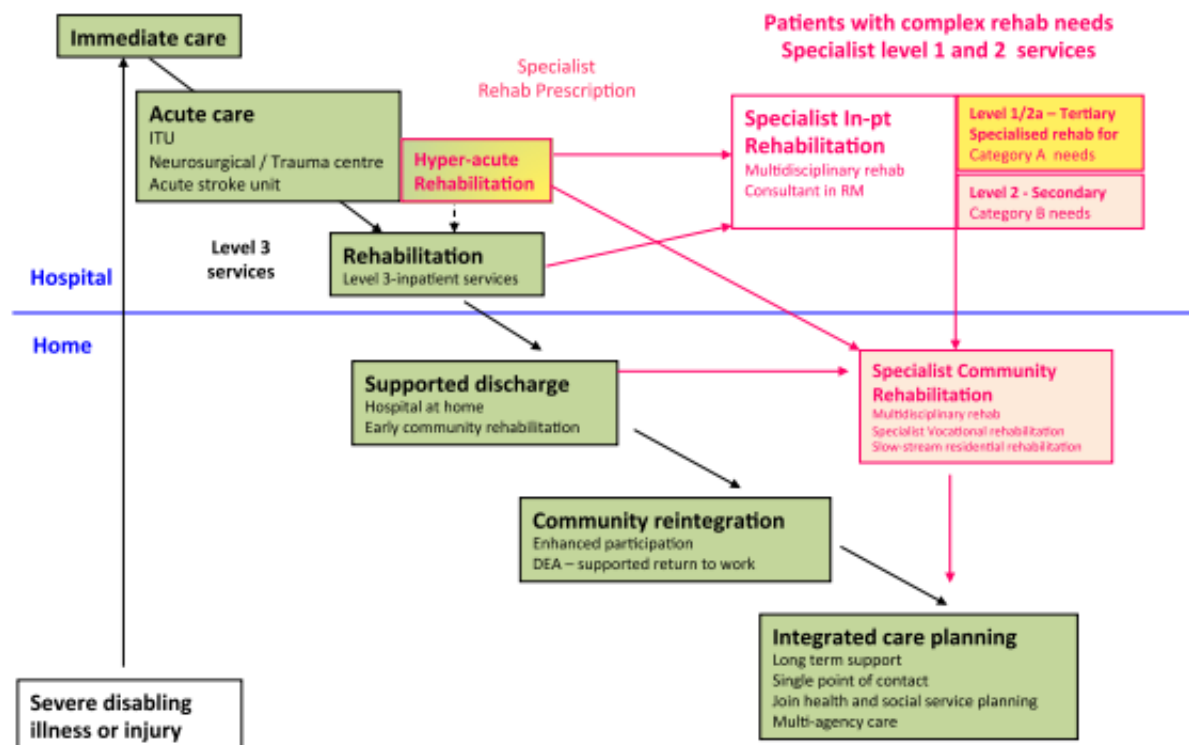 Immediate care
Patients with complex rehab needs
Specialist level 1 and 2 services
Specialist
Rehab Prescription
Acute care
ITU
Neurosurgical / Trauma centre
Acute stroke unit
Hyper-acute
Rehabilitation
Specialist In-pt
Rehabilitation
Multidisciplinary rehab
Consultant in RM
Level 1/2a – Tertiary
Specialised rehab for
Category A needs
Level 2 - Secondary
Category B needs
Level 3
services
Rehabilitation
Level 3-inpatient services
Hospital
Home
Supported discharge
Hospital at home
Early community rehabilitation
Specialist Community
Rehabilitation
Multidisciplinary rehab
Specialist Vocational rehabilitation
Slow-stream residential rehabilitation
Community reintegration
Enhanced participation
DEA – supported return to work
Integrated care planning
Long term support
Single point of contact
Join health and social service planning
Multi-agency care
Severe disabling
illness or injury